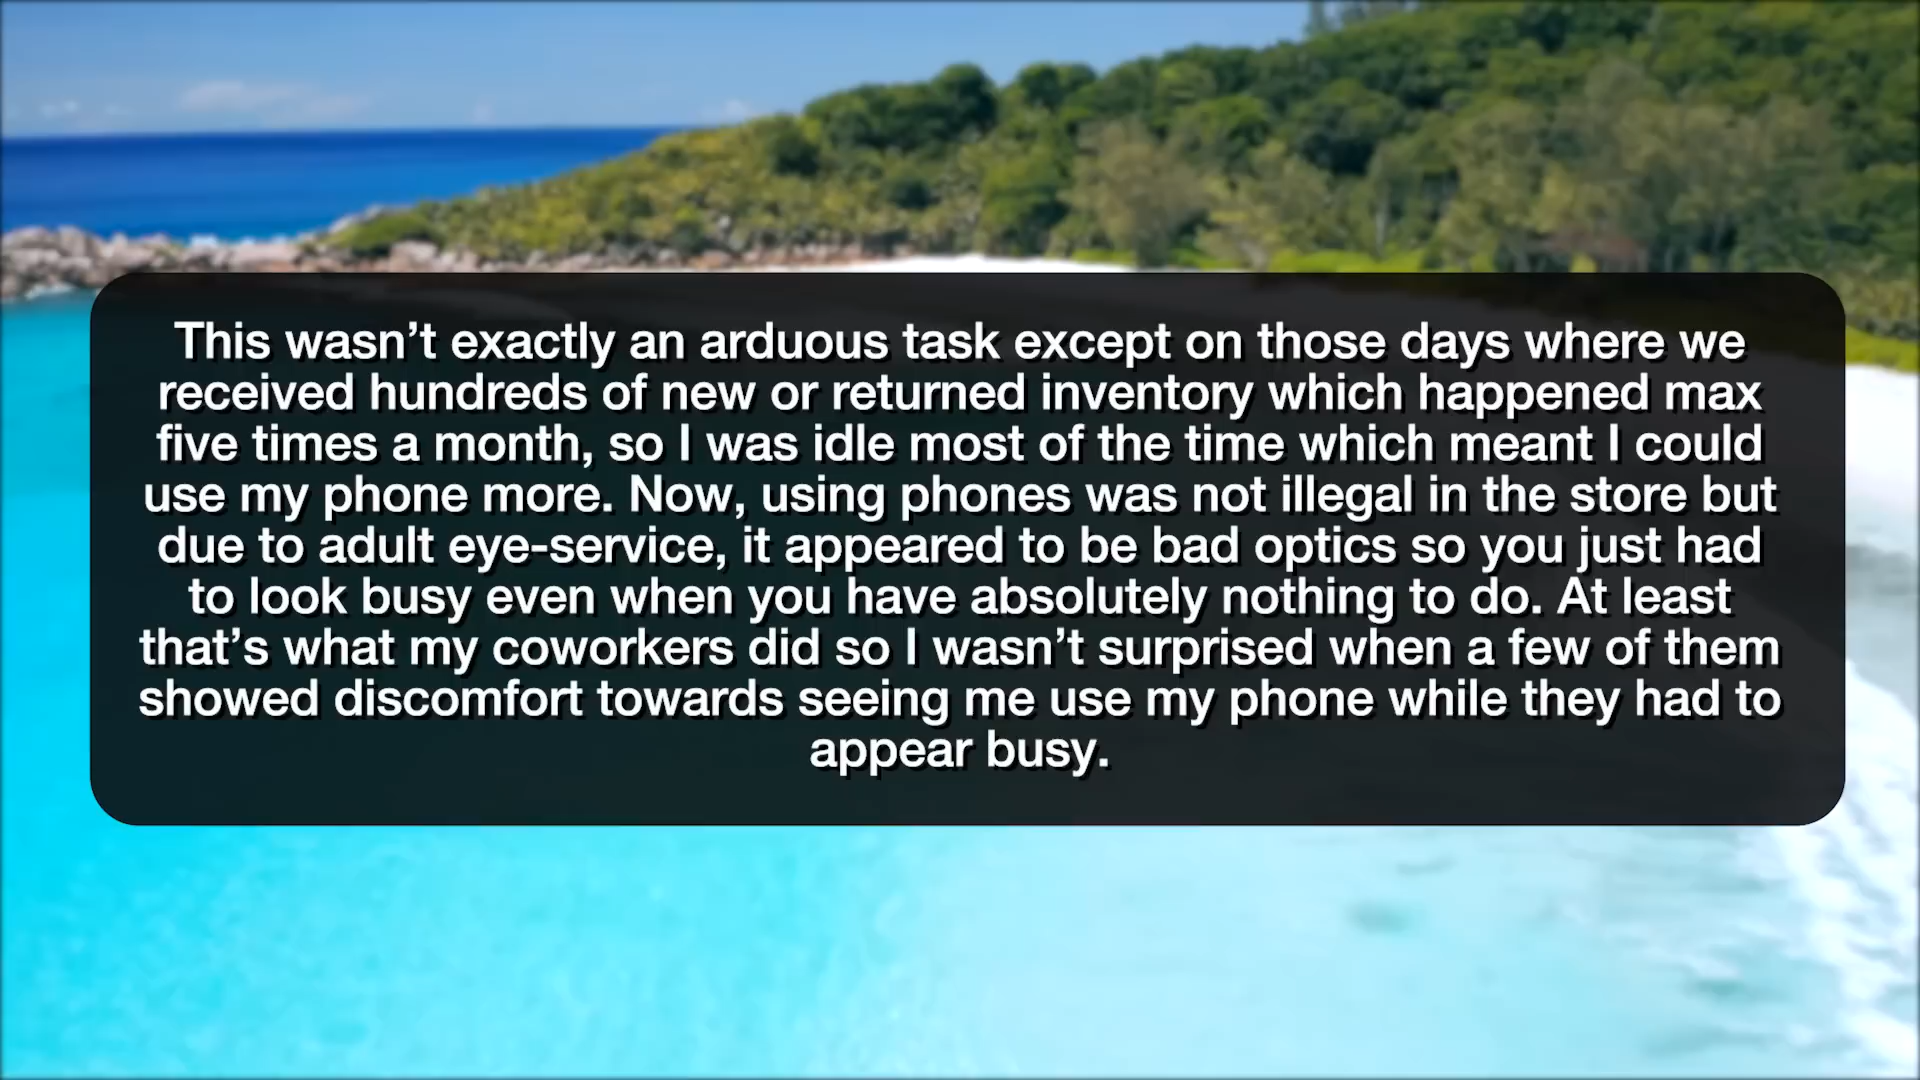 This wasn’t exactly an arduous task except on those days where we
received hundreds of new or returned inventory which happened max
five times a month, so I was idle most of the time which meant I could
use my phone more. Now, using phones was not illegal in the store but
due to adult eye-service, it appeared to be bad optics so you just had
to look busy even when you have absolutely nothing to do. At least
that’s what my coworkers did so I wasn’t surprised when a few of them
showed discomfort towards seeing me use my phone while they had to
appear busy.